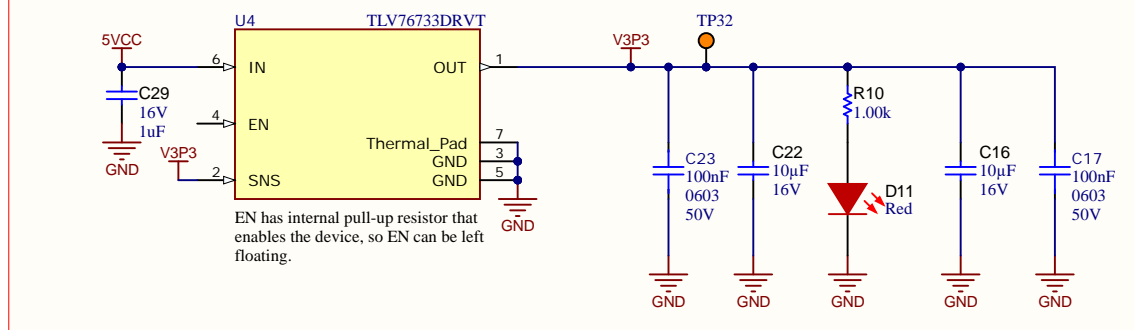 U4
TLV76733DRVT
TP32
5VCC
V3P3
6
IN
OUT
1
C29
16V
1uF
GND
4
EN
R10
1.00k
Thermal_Pad
7
V3P3
GND
3
2
SNS
GND
5
GND
C23
100nF
0603
50V
C22
10µF
16V
D11
Red
C16
10µF
16V
C17
100nF
0603
50V
EN has internal pull-up resistor that
enables the device, so EN can be left
floating.
GND
GND
GND
GND
GND